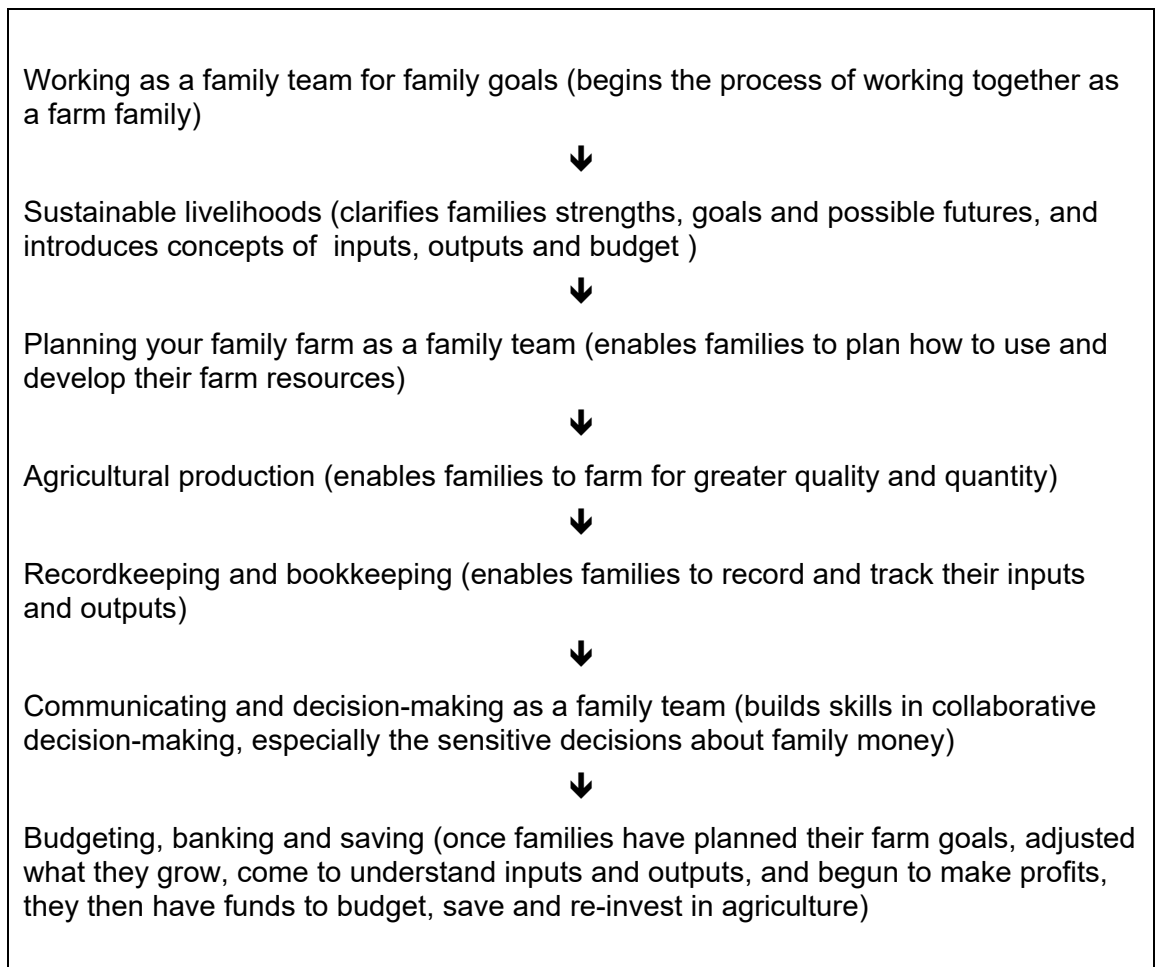 Working as a family team for family goals (begins the process of working together as
a farm family)
🡻
Sustainable livelihoods (clarifies families strengths, goals and possible futures, and
introduces concepts of  inputs, outputs and budget )
🡻
Planning your family farm as a family team (enables families to plan how to use and
develop their farm resources)
🡻
Agricultural production (enables families to farm for greater quality and quantity)
🡻
Recordkeeping and bookkeeping (enables families to record and track their inputs
and outputs)
🡻
Communicating and decision-making as a family team (builds skills in collaborative
decision-making, especially the sensitive decisions about family money)
🡻
Budgeting, banking and saving (once families have planned their farm goals, adjusted
what they grow, come to understand inputs and outputs, and begun to make profits,
they then have funds to budget, save and re-invest in agriculture)